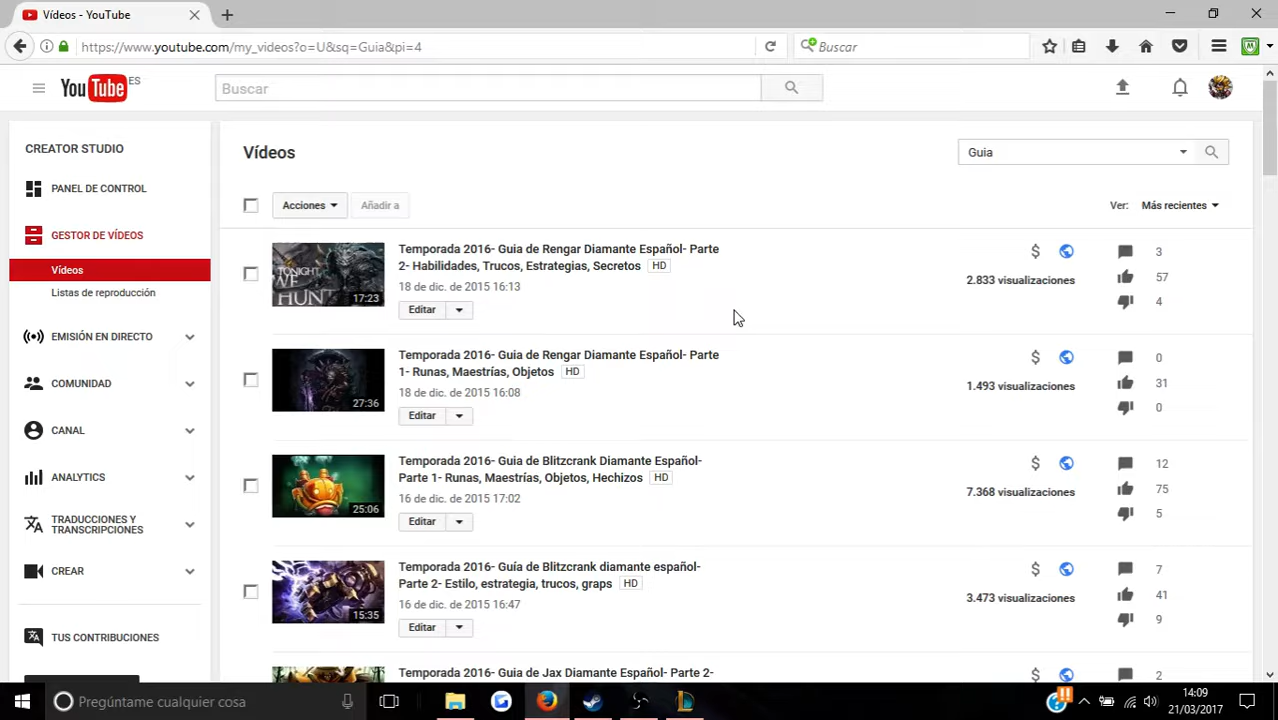 Vídeos - YouTube
https://www.youtube.com/my_videos?o=U&sq=Guia&pi=4
Buscar
YouTube ES
Buscar
CREATOR STUDIO
PANEL DE CONTROL
GESTOR DE VÍDEOS
Vídeos
Listas de reproducción
EMISIÓN EN DIRECTO
COMUNIDAD
CANAL
ANALYTICS
TRADUCCIONES Y
TRANSCRIPCIONES
CREAR
TUS CONTRIBUCIONES
Vídeos
Guia
Acciones
Añadir a
Ver: Más recientes
TONIGHT
WE
HUNT
17:23
Temporada 2016- Guia de Rengar Diamante Español- Parte
2- Habilidades, Trucos, Estrategias, Secretos HD
18 de dic. de 2015 16:13
Editar
$
2.833 visualizaciones
3
57
4
27:36
Temporada 2016- Guia de Rengar Diamante Español- Parte
1- Runas, Maestrías, Objetos HD
18 de dic. de 2015 16:08
Editar
$
1.493 visualizaciones
0
31
0
25:06
Temporada 2016- Guia de Blitzcrank Diamante Español-
Parte 1- Runas, Maestrías, Objetos, Hechizos HD
16 de dic. de 2015 17:02
Editar
$
7.368 visualizaciones
12
75
5
15:35
Temporada 2016- Guía de Blitzcrank diamante español-
Parte 2- Estilo, estrategia, trucos, graps HD
16 de dic. de 2015 16:47
Editar
$
3.473 visualizaciones
7
41
9
Temporada 2016- Guia de Jax Diamante Español- Parte 2-
$
2
Pregúntame cualquier cosa
14:09
21/03/2017